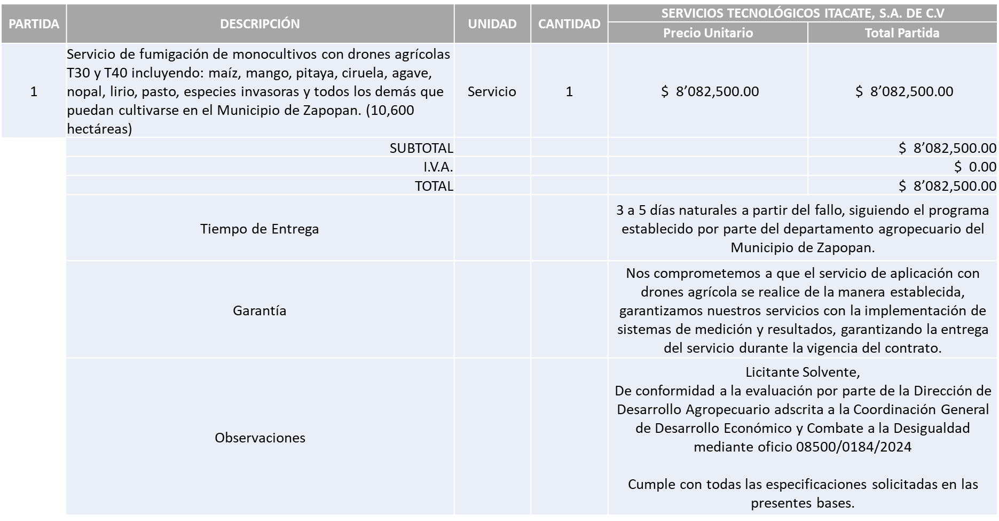 PARTIDA DESCRIPCIÓN UNIDAD CANTIDAD SERVICIOS TECNOLÓGICOS ITACATE, S.A. DE C.V
Precio Unitario Total Partida
1
Servicio de fumigación de monocultivos con drones agrícolas
T30 y T40 incluyendo: maíz, mango, pitaya, ciruela, agave,
nopal, lirio, pasto, especies invasoras y todos los demás que
puedan cultivarse en el Municipio de Zapopan. (10,600
hectáreas)
Servicio
1
$ 8’082,500.00
$ 8’082,500.00
SUBTOTAL $ 8’082,500.00
I.V.A. $ 0.00
TOTAL $ 8’082,500.00
Tiempo de Entrega
3 a 5 días naturales a partir del fallo, siguiendo el programa
establecido por parte del departamento agropecuario del
Municipio de Zapopan.
Garantía
Nos comprometemos a que el servicio de aplicación con
drones agrícola se realice de la manera establecida,
garantizamos nuestros servicios con la implementación de
sistemas de medición y resultados, garantizando la entrega
del servicio durante la vigencia del contrato.
Observaciones
Licitante Solvente,
De conformidad a la evaluación por parte de la Dirección de
Desarrollo Agropecuario adscrita a la Coordinación General
de Desarrollo Económico y Combate a la Desigualdad
mediante oficio 08500/0184/2024
Cumple con todas las especificaciones solicitadas en las
presentes bases.